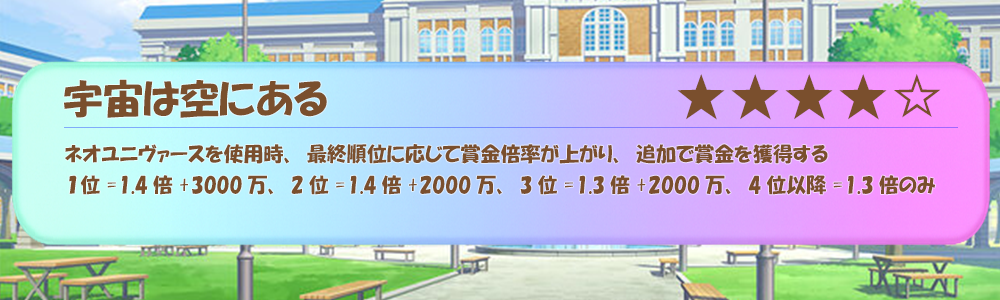 宇宙は空にある ★★★★☆
ネオユニヴァースを使用時、最終順位に応じて賞金倍率が上がり、追加で賞金を獲得する
1位=1.4倍+3000万、2位=1.4倍+2000万、3位=1.3倍+2000万、4位以降=1.3倍のみ